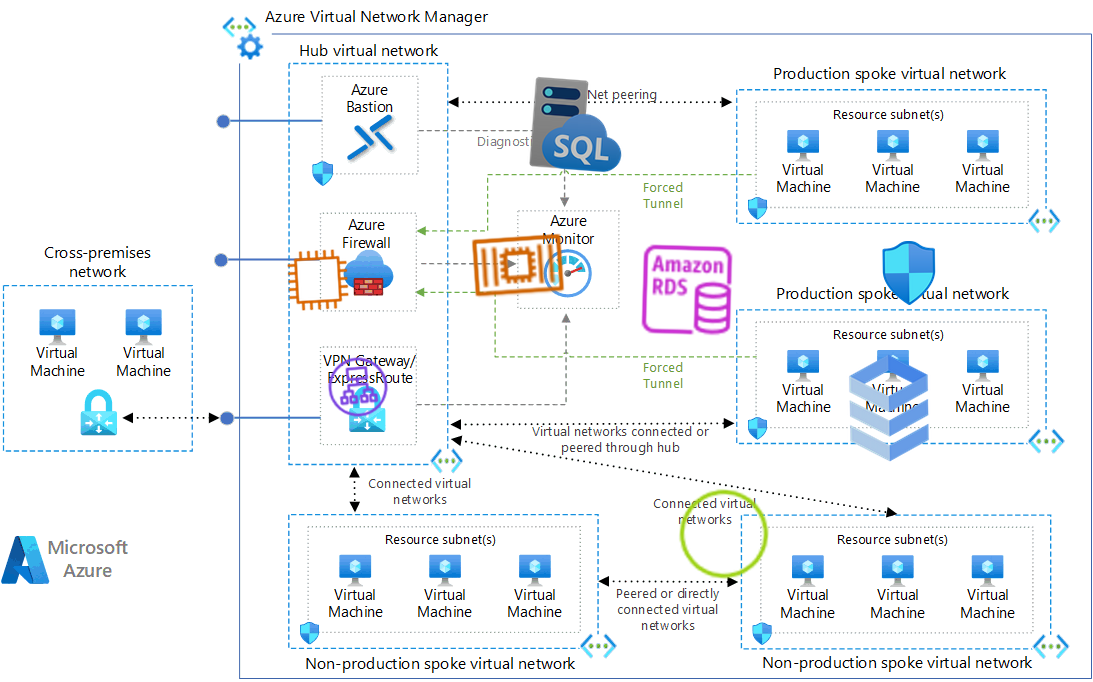 Azure Virtual Network Manager
Hub virtual network
Azure
Bastion
Net peering
SQL
Diagnost
Production spoke virtual network
Resource subnet(s)
Virtual
Machine
Virtual
Machine
Virtual
Machine
Forced
Tunnel
Azure
Firewall
Azure
Monitor
Amazon
RDS
Cross-premises
network
Virtual
Machine
Virtual
Machine
Production spoke virtual network
Resource subnet(s)
Virtual
Machine
Virtual
Machine
Virtual
Machine
Forced
Tunnel
VPN Gateway/
ExpressRoute
Virtual networks connected or
peered through hub
Connected virtual
networks
Connected virtual
networks
Microsoft
Azure
Resource subnet(s)
Virtual
Machine
Virtual
Machine
Virtual
Machine
Non-production spoke virtual network
Peered or directly
connected virtual
networks
Resource subnet(s)
Virtual
Machine
Virtual
Machine
Virtual
Machine
Non-production spoke virtual network